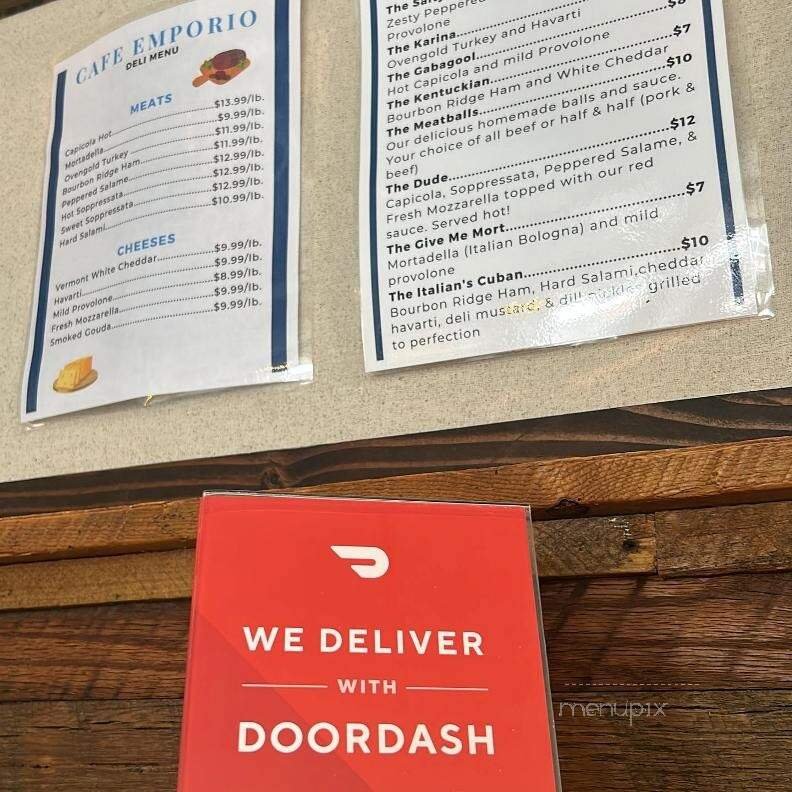 CAFE EMPORIO
DELI MENU
MEATS
Capicola Hot..............$13.99/lb.
Mortadella..............$9.99/lb.
Ovengold Turkey..............$11.99/lb.
Bourbon Ridge Ham..............$11.99/lb.
Peppered Salame..............$12.99/lb.
Hot Soppressata..............$12.99/lb.
Sweet Soppressata..............$12.99/lb.
Hard Salami..............$10.99/lb.
CHEESES
Vermont White Cheddar..............$9.99/lb.
Havarti..............$9.99/lb.
Mild Provolone..............$8.99/lb.
Fresh Mozzarella..............$9.99/lb.
Smoked Gouda..............$9.99/lb.
Zesty Peppered
Provolone
The Karina
Ovengold Turkey and Havarti
The Gabagool..............$8
Hot Capicola and mild Provolone
The Kentuckian..............$7
Bourbon Ridge Ham and White Cheddar
The Meatballs..............$10
Our delicious homemade balls and sauce.
Your choice of all beef or half & half (pork &
beef)
The Dude..............$12
Capicola, Soppressata, Peppered Salame, &
Fresh Mozzarella topped with our red
sauce. Served hot!
The Give Me Mort..............$7
Mortadella (Italian Bologna) and mild
provolone
The Italian's Cuban..............$10
Bourbon Ridge Ham, Hard Salami,cheddar,
havarti, deli mustard, & dill pickles grilled
to perfection
WE DELIVER
WITH
DOORDASH
menupix